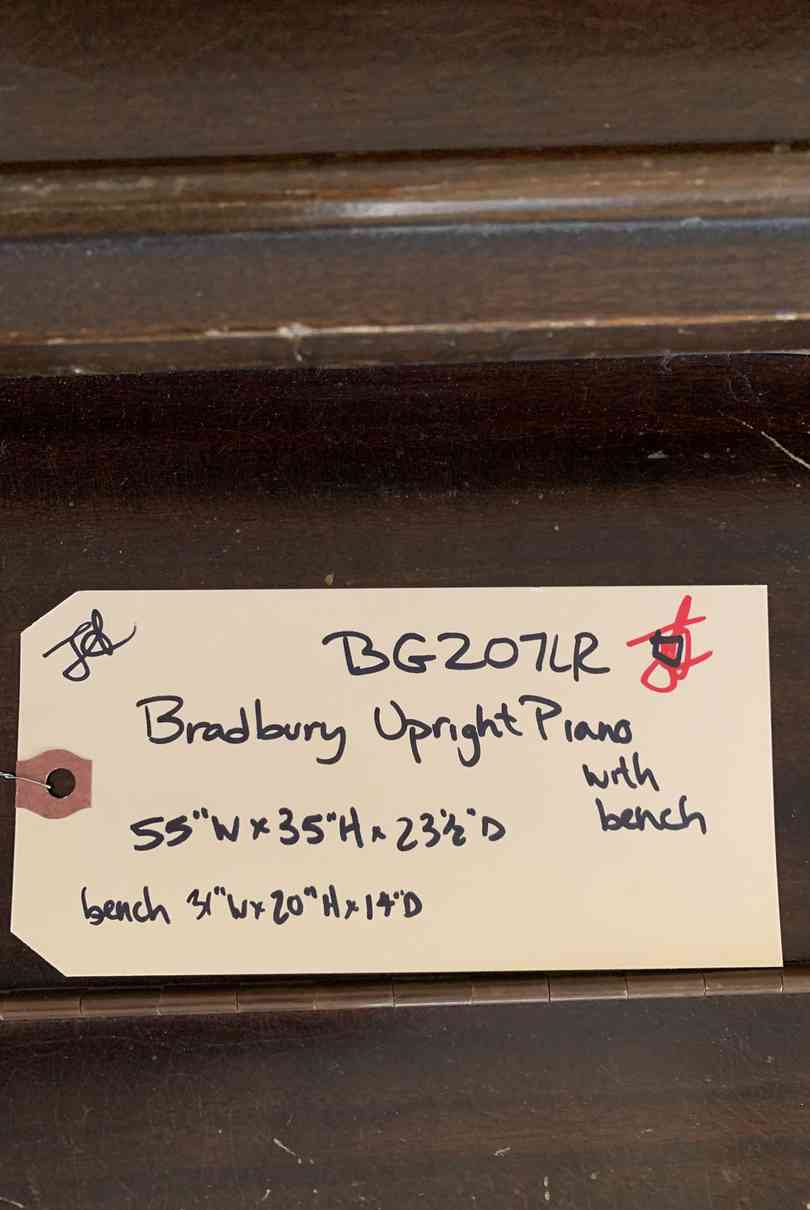 BG207LR
Bradbury Upright Piano
with
bench
55"W x 35"H x 23½"D
bench 31"W x 20"H x 14"D